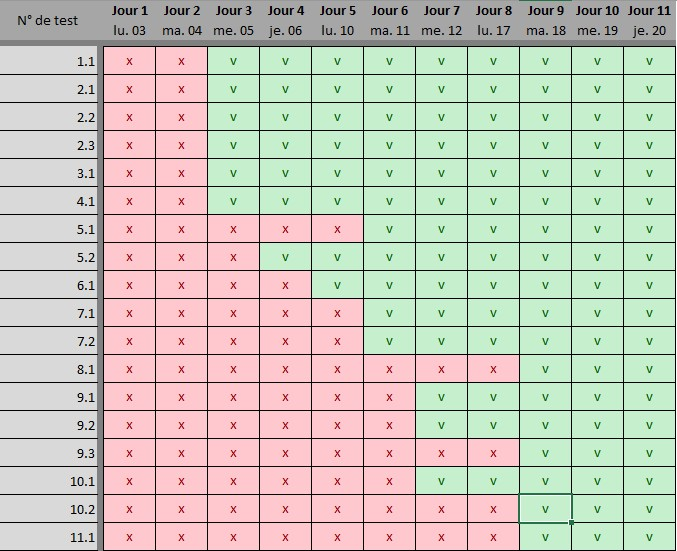 N° de test Jour 1 Jour 2 Jour 3 Jour 4 Jour 5 Jour 6 Jour 7 Jour 8 Jour 9 Jour 10 Jour 11
lu. 03 ma. 04 me. 05 je. 06 lu. 10 ma. 11 me. 12 lu. 17 ma. 18 me. 19 je. 20
1.1 x x v v v v v v v v v
2.1 x x v v v v v v v v v
2.2 x x v v v v v v v v v
2.3 x x v v v v v v v v v
3.1 x x v v v v v v v v v
4.1 x x v v v v v v v v v
5.1 x x x x x v v v v v v
5.2 x x x v v v v v v v v
6.1 x x x x v v v v v v v
7.1 x x x x x v v v v v v
7.2 x x x x x v v v v v v
8.1 x x x x x x x x v v v
9.1 x x x x x x v v v v v
9.2 x x x x x x v v v v v
9.3 x x x x x x x x v v v
10.1 x x x x x x v v v v v
10.2 x x x x x x x x v v v
11.1 x x x x x x x x v v v